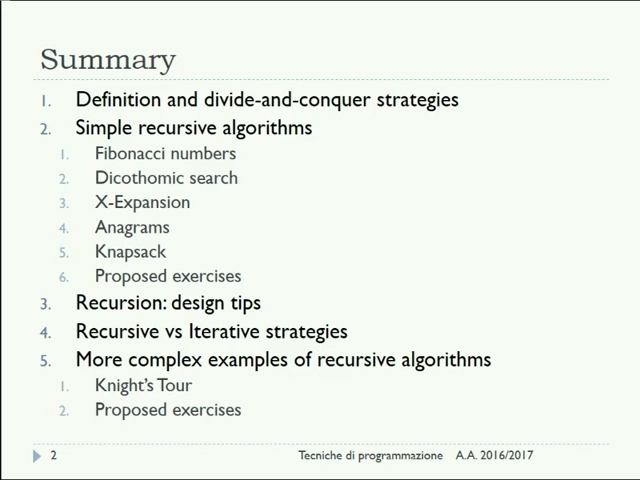 Summary
1. Definition and divide-and-conquer strategies
2. Simple recursive algorithms
1. Fibonacci numbers
2. Dicothomic search
3. X-Expansion
4. Anagrams
5. Knapsack
6. Proposed exercises
3. Recursion: design tips
4. Recursive vs Iterative strategies
5. More complex examples of recursive algorithms
1. Knight's Tour
2. Proposed exercises
2 Tecniche di programmazione A.A. 2016/2017